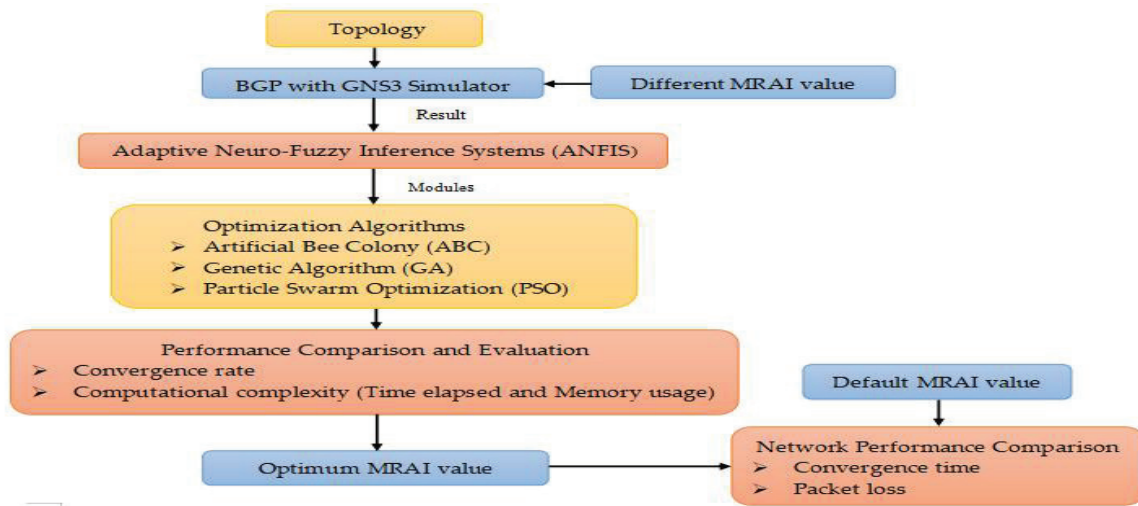 Topology
BGP with GNS3 Simulator
Different MRAI value
Result
Adaptive Neuro-Fuzzy Inference Systems (ANFIS)
Modules
Optimization Algorithms
➢ Artificial Bee Colony (ABC)
➢ Genetic Algorithm (GA)
➢ Particle Swarm Optimization (PSO)
Performance Comparison and Evaluation
➢ Convergence rate
➢ Computational complexity (Time elapsed and Memory usage)
Default MRAI value
Optimum MRAI value
Network Performance Comparison
➢ Convergence time
➢ Packet loss